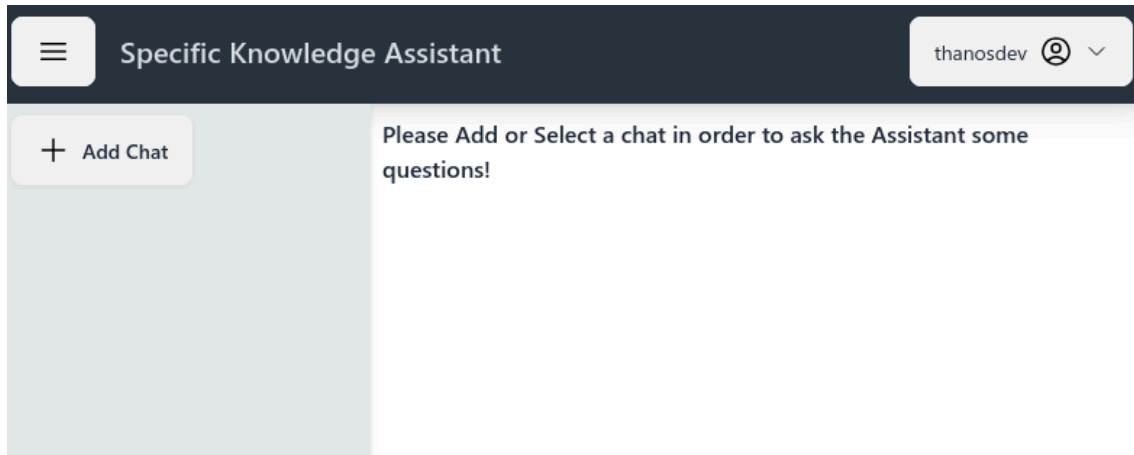 Specific Knowledge Assistant
thanosdev
Add Chat
Please Add or Select a chat in order to ask the Assistant some
questions!